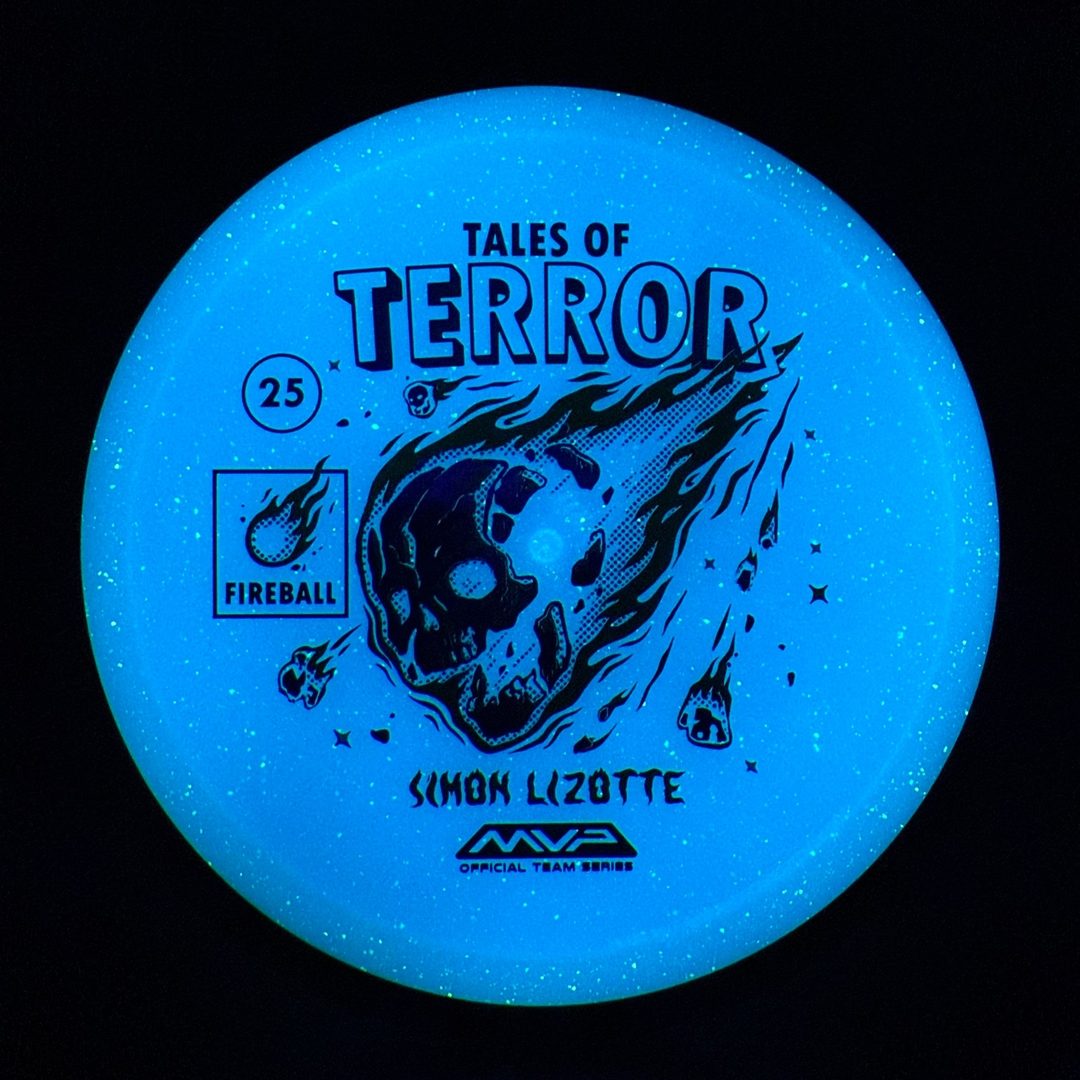 TALES OF
TERROR
25
FIREBALL
SIMON LIZOTTE
MVP
OFFICIAL TEAM SERIES